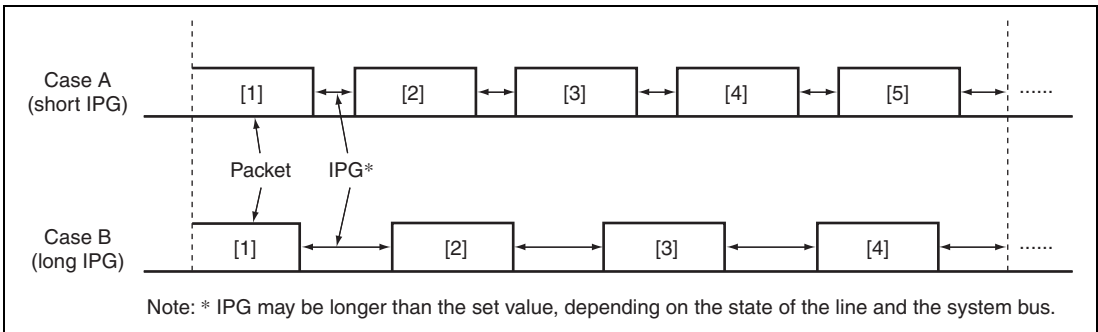 Case A
(short IPG)
[1] [2] [3] [4] [5] ......
Packet IPG*
Case B
(long IPG)
[1] [2] [3] [4] ......
Note: * IPG may be longer than the set value, depending on the state of the line and the system bus.